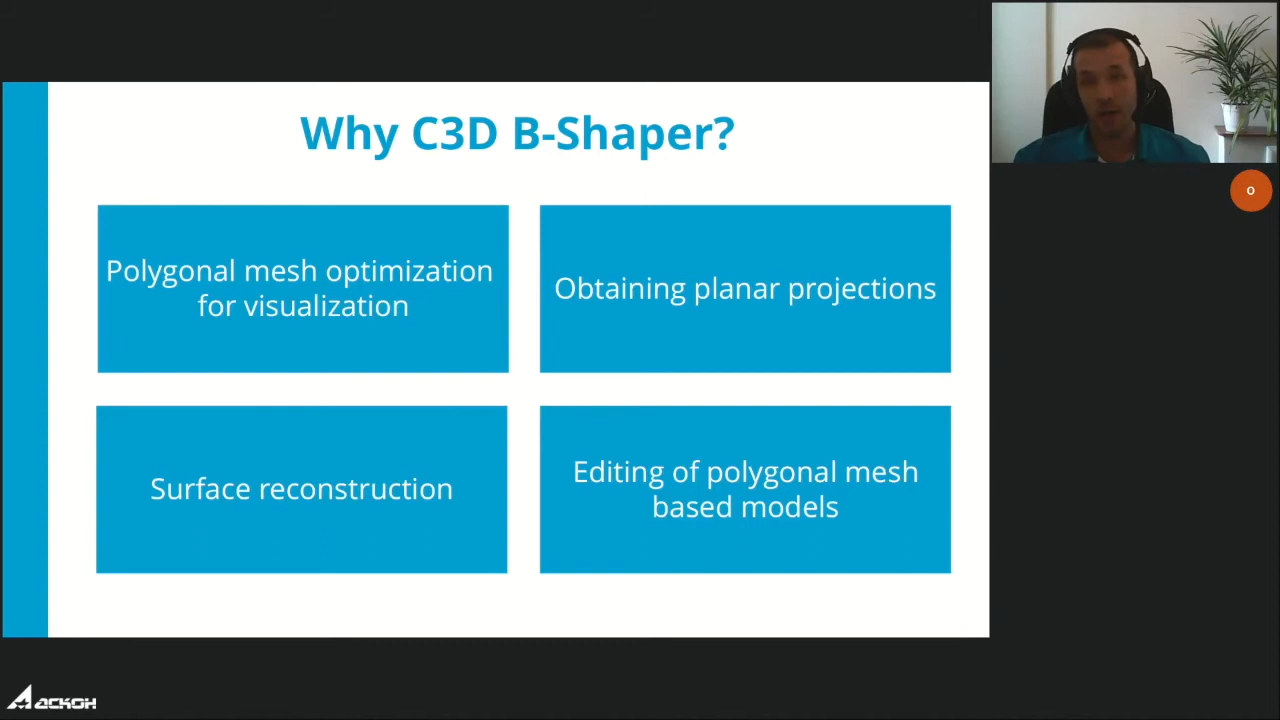 Why C3D B-Shaper?
Polygonal mesh optimization
for visualization
Obtaining planar projections
Surface reconstruction
Editing of polygonal mesh
based models
O
АСКОН